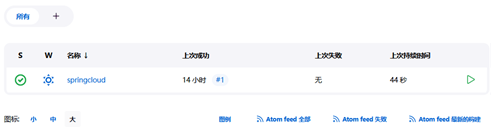 所有 +
S W 名称 ↓ 上次成功 上次失败 上次持续时间
springcloud 14 小时 #1 无 44 秒
图标: 小 中 大 图例 Atom feed 全部 Atom feed 失败 Atom feed 最新的构建